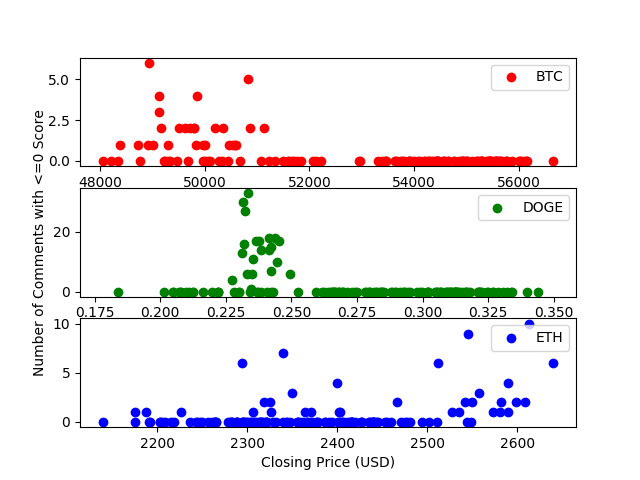 BTC
5.0
2.5
0.0
48000 50000 52000 54000 56000
Number of Comments with <=0 Score
DOGE
20
0
0.175 0.200 0.225 0.250 0.275 0.300 0.325 0.350
ETH
10
5
0
2200 2300 2400 2500 2600
Closing Price (USD)